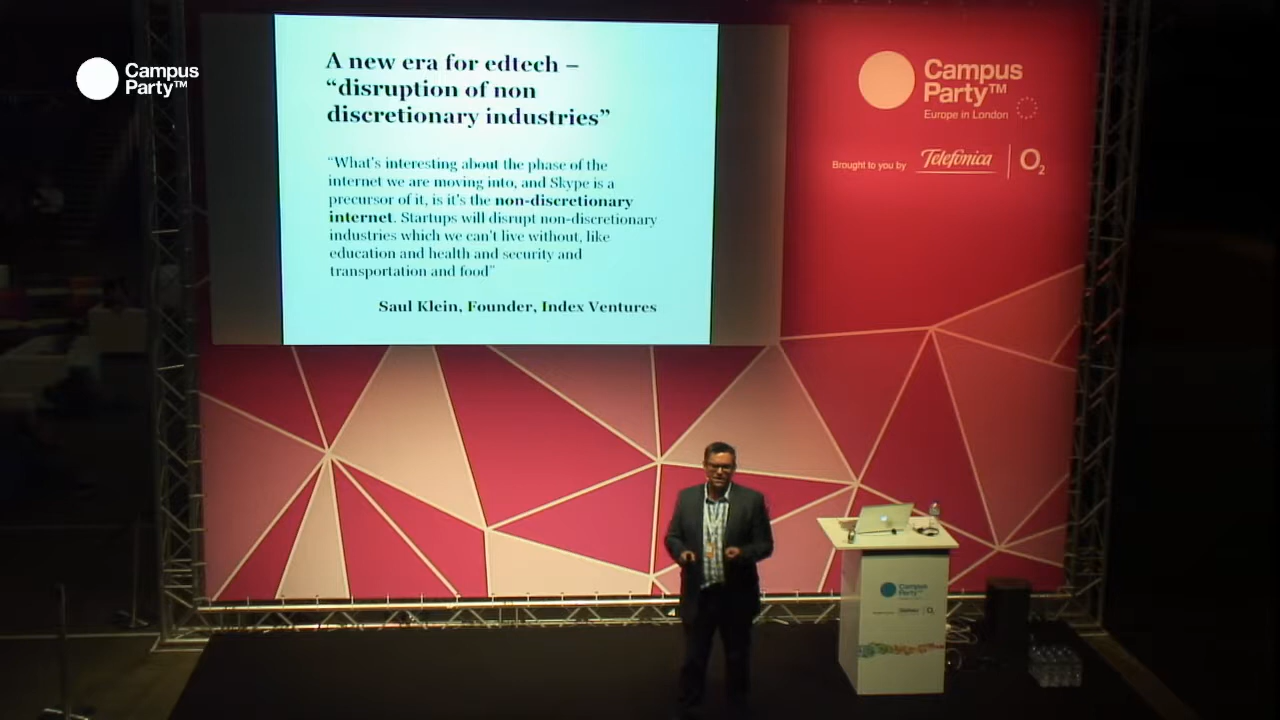 Campus
Party™
A new era for edtech –
“disruption of non
discretionary industries”
“What's interesting about the phase of the
internet we are moving into, and Skype is a
precursor of it, is it's the non-discretionary
internet. Startups will disrupt non-discretionary
industries which we can't live without, like
education and health and security and
transportation and food”
Saul Klein, Founder, Index Ventures
Campus
Party™
Europe in London
Brought to you by
Telefónica
O2
Campus
Party™